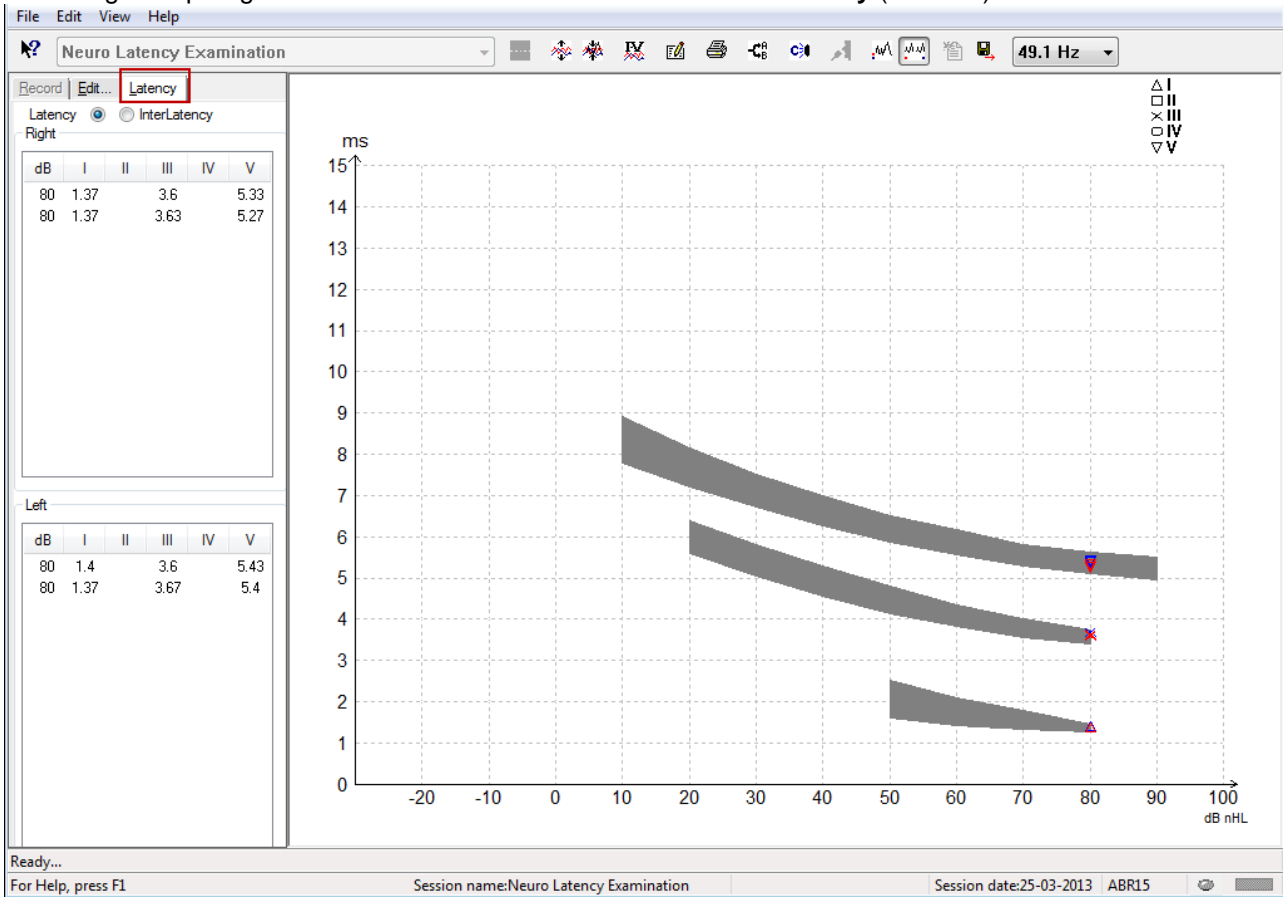 File Edit View Help
Neuro Latency Examination
49.1 Hz
Record Edit... Latency
Latency InterLatency
Right
dB I II III IV V
80 1.37 3.6 5.33
80 1.37 3.63 5.27
Left
dB I II III IV V
80 1.4 3.6 5.43
80 1.37 3.67 5.4
I
II
III
IV
V
ms
15
14
13
12
11
10
9
8
7
6
5
4
3
2
1
0
-20 -10 0 10 20 30 40 50 60 70 80 90 100
dB nHL
Ready...
For Help, press F1 Session name:Neuro Latency Examination Session date:25-03-2013 ABR15